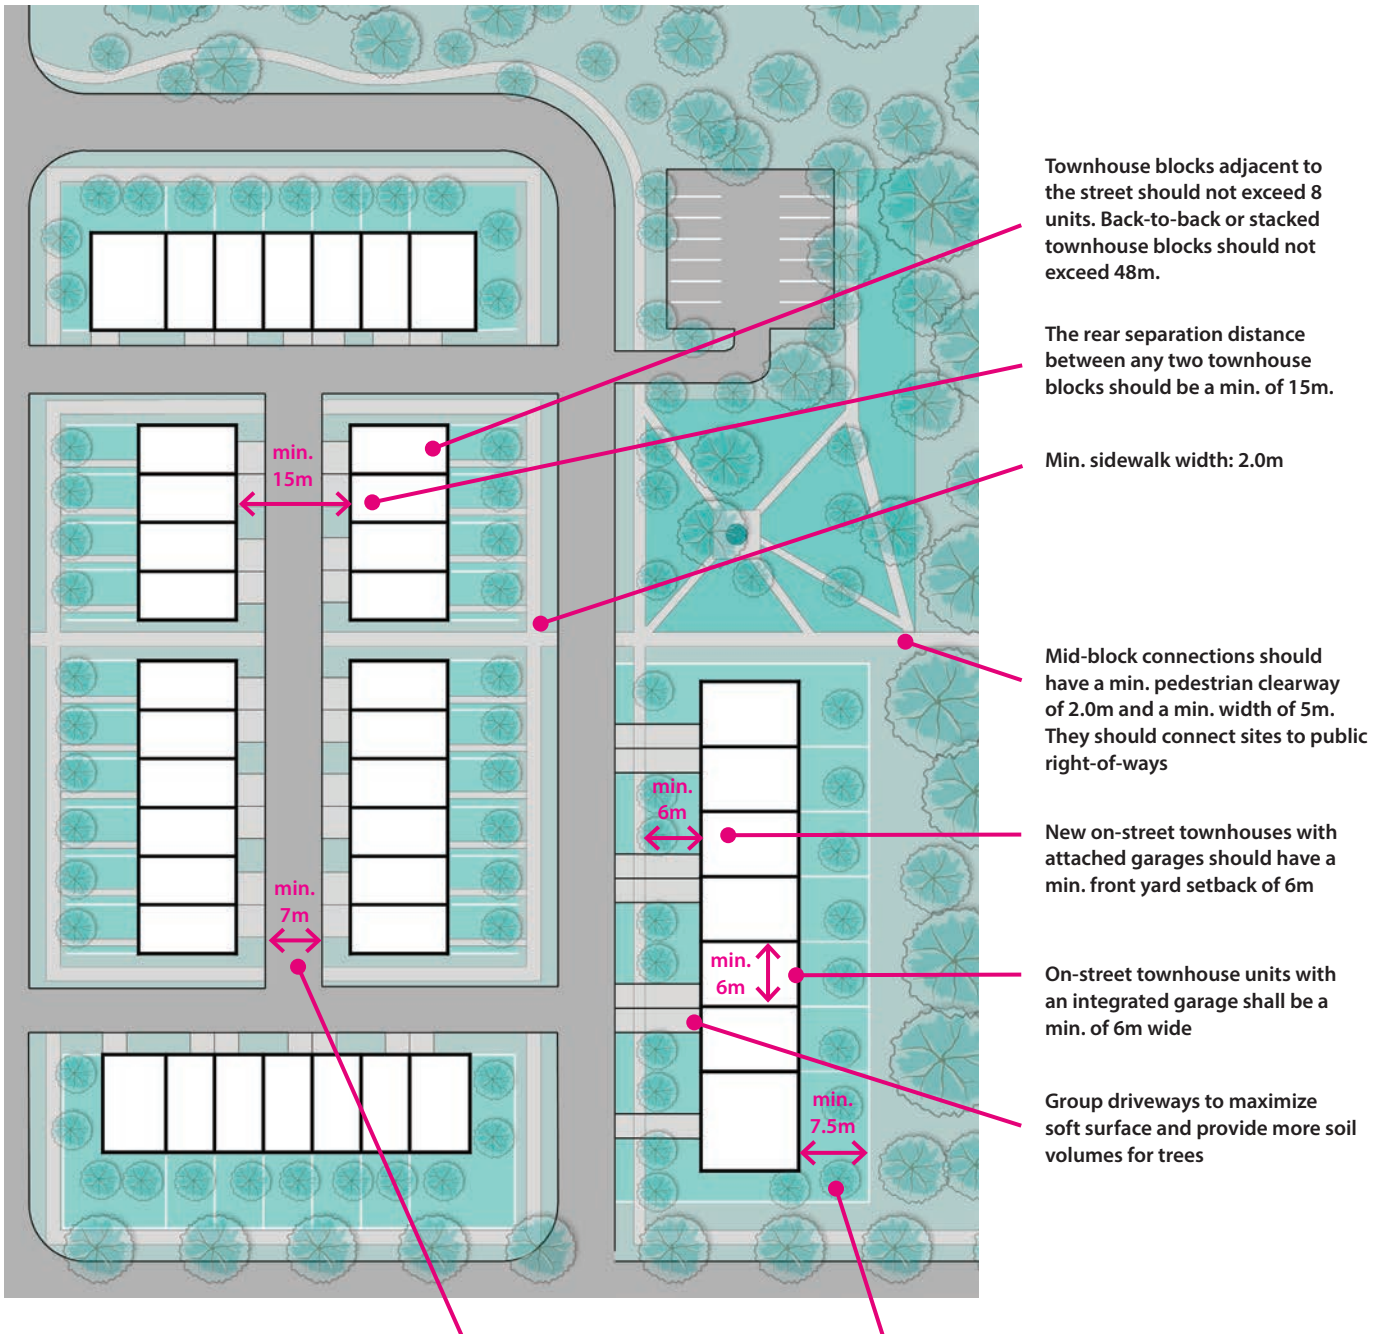 Townhouse blocks adjacent to
the street should not exceed 8
units. Back-to-back or stacked
townhouse blocks should not
exceed 48m.
The rear separation distance
between any two townhouse
blocks should be a min. of 15m.
Min. sidewalk width: 2.0m
Mid-block connections should
have a min. pedestrian clearway
of 2.0m and a min. width of 5m.
They should connect sites to public
right-of-ways
New on-street townhouses with
attached garages should have a
min. front yard setback of 6m
On-street townhouse units with
an integrated garage shall be a
min. of 6m wide
Group driveways to maximize
soft surface and provide more soil
volumes for trees
min.
15m
min.
6m
min.
7m
min.
6m
min.
7.5m